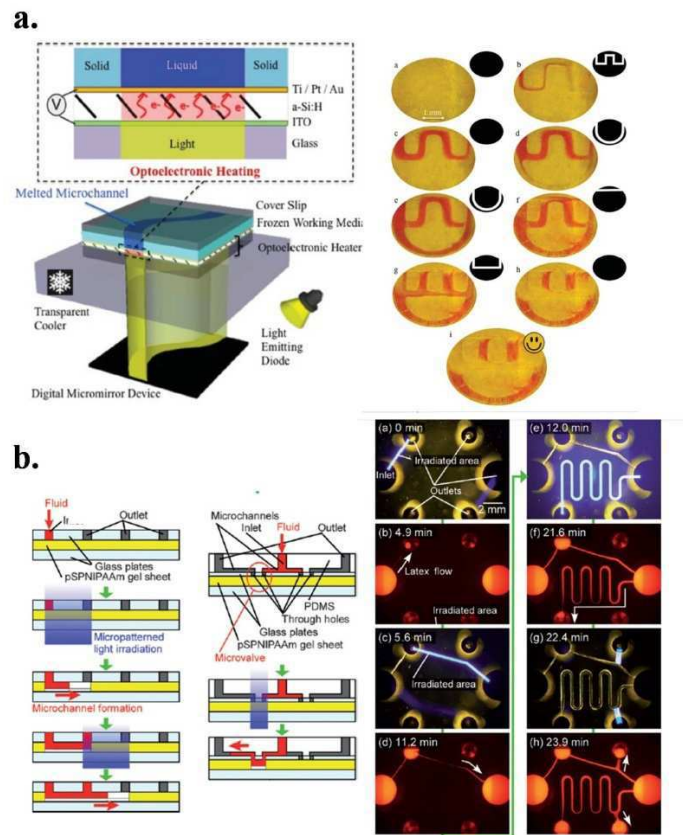 a.
Solid
Liquid
Solid
V
Ti / Pt / Au
a-Si:H
ITO
Glass
e-
e-
e-
Light
Optoelectronic Heating
Melted Microchannel
Cover Slip
Frozen Working Media
Optoelectronic Heater
Transparent
Cooler
Light
Emitting
Diode
Digital Micromirror Device
a
1 mm
b
c
d
e
f
g
h
i
b.
Fluid
Outlet
Glass plates
pSPNIPAAm gel sheet
Micropatterned
light irradiation
Microchannel formation
Microchannels
Inlet
Fluid
Outlet
PDMS
Through holes
Glass plates
pSPNIPAAm gel sheet
Microvalve
(a) 0 min
Irradiated area
Inlet
Outlets
2 mm
(b) 4.9 min
Latex flow
Irradiated area
(c) 5.6 min
Irradiated area
(d) 11.2 min
(e) 12.0 min
(f) 21.6 min
(g) 22.4 min
(h) 23.9 min